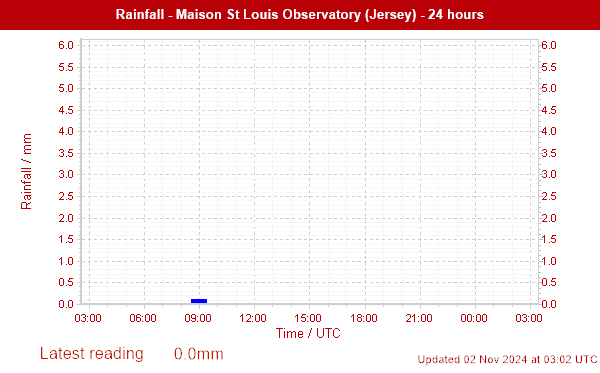 Rainfall - Maison St Louis Observatory (Jersey) - 24 hours
6.0 6.0
5.5 5.5
5.0 5.0
4.5 4.5
4.0 4.0
3.5 3.5
3.0 3.0
2.5 2.5
2.0 2.0
1.5 1.5
1.0 1.0
0.5 0.5
0.0 0.0
Rainfall / mm
03:00 06:00 09:00 12:00 15:00 18:00 21:00 00:00 03:00
Time / UTC
Latest reading 0.0mm
Updated 02 Nov 2024 at 03:02 UTC